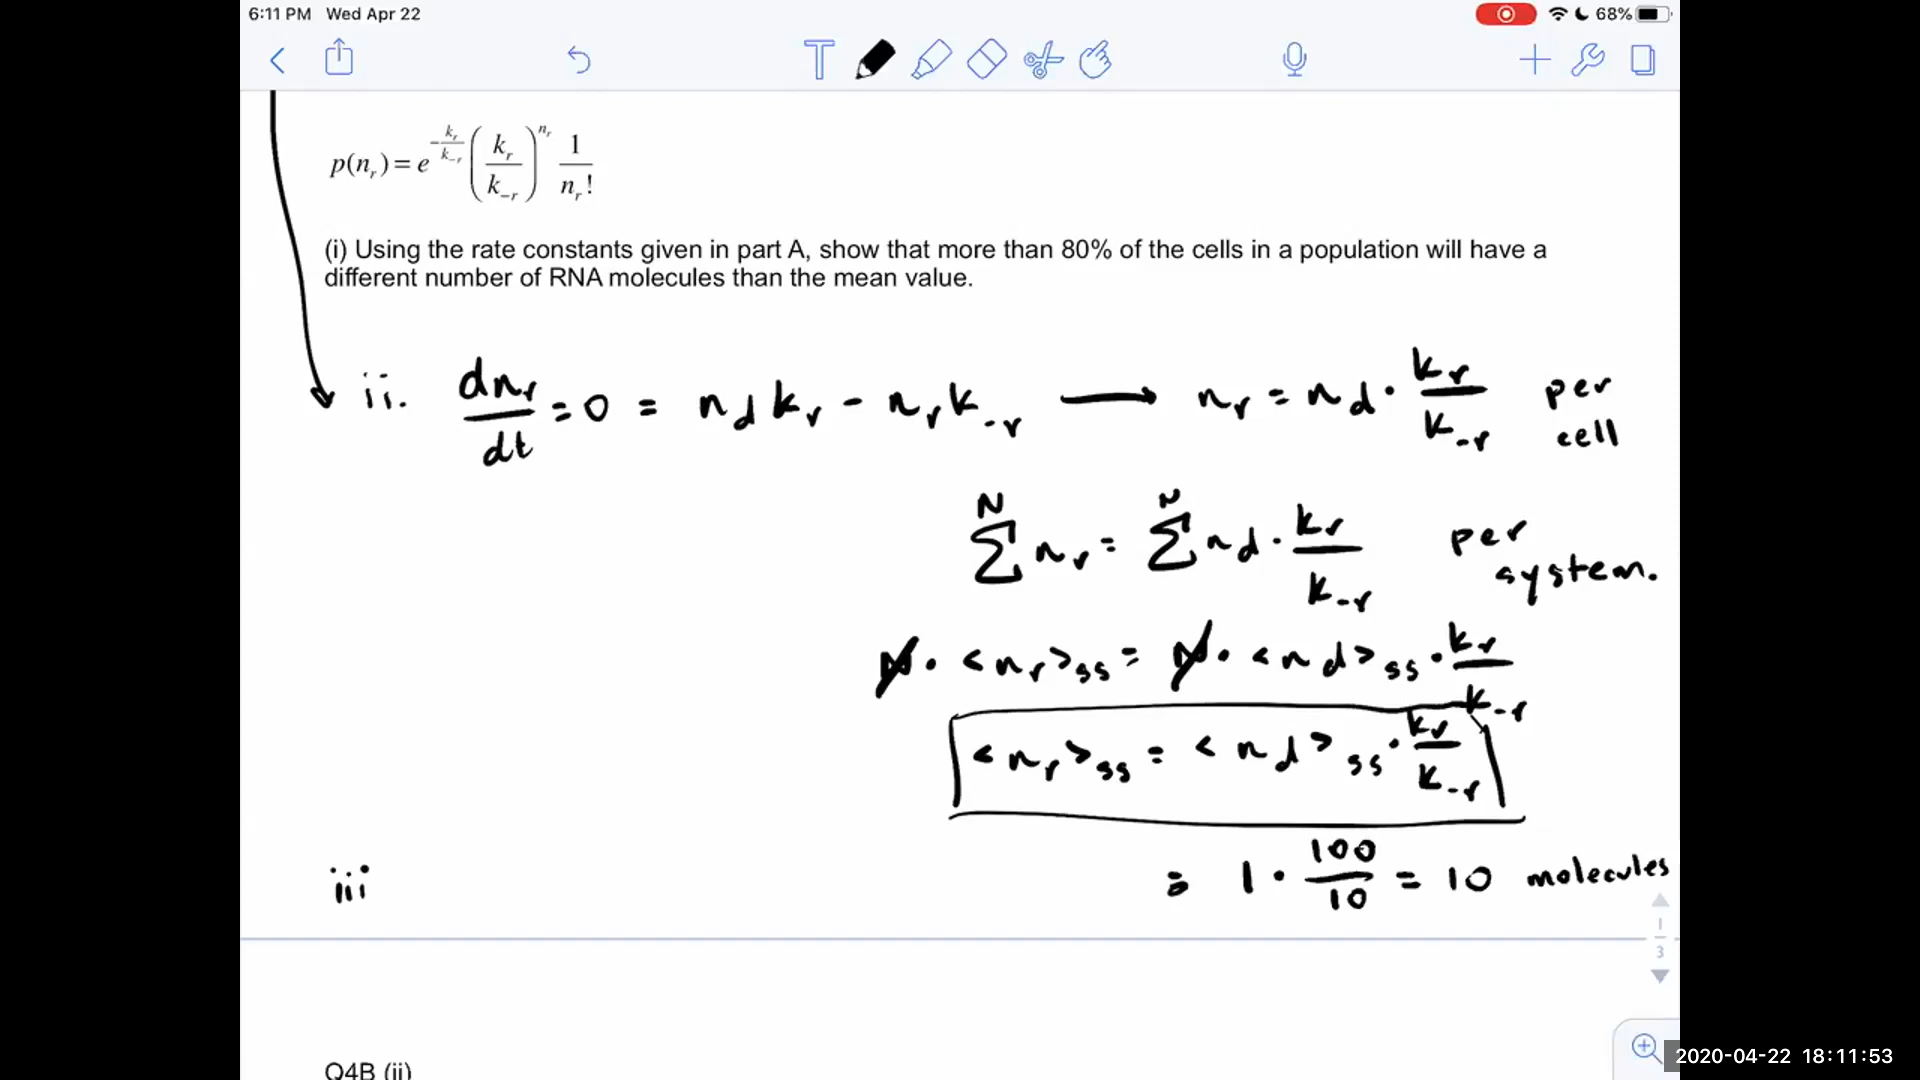 6:11 PM Wed Apr 22 68%
p(n_r) = e^{-k_r/k_{-r}} (k_r/k_{-r})^{n_r} 1/n_r!
(i) Using the rate constants given in part A, show that more than 80% of the cells in a population will have a
different number of RNA molecules than the mean value.
ii. dn_r/dt = 0 = n_d k_r - n_r k_{-r} → n_r = n_d · k_r/k_{-r} per cell
Σ^N n_r = Σ^N n_d · k_r/k_{-r} per system.
N · <n_r>_ss = N · <n_d>_ss · k_r/k_{-r}
<n_r>_ss = <n_d>_ss · k_r/k_{-r}
iii = 1 · 100/10 = 10 molecules
1
3
Q4B (ii)
2020-04-22 18:11:53